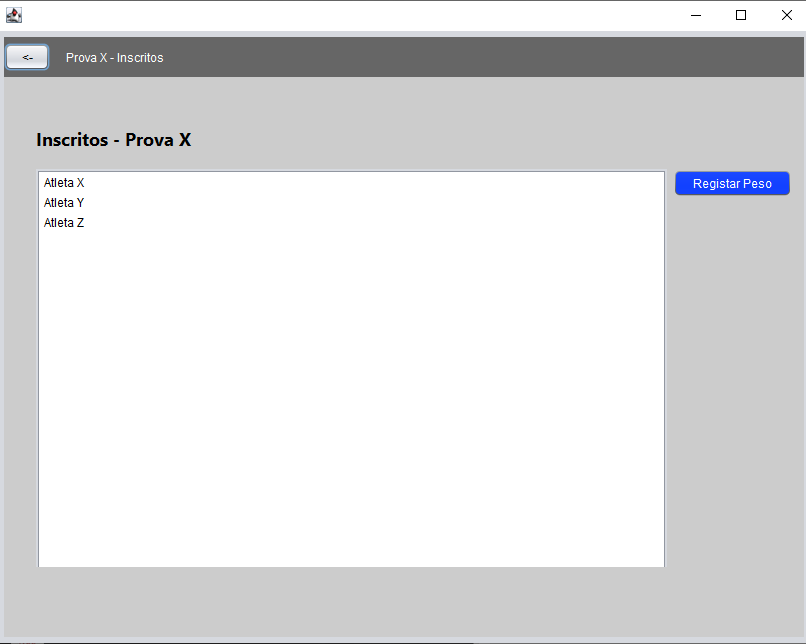 <- Prova X - Inscritos
Inscritos - Prova X
Atleta X
Registar Peso
Atleta Y
Atleta Z